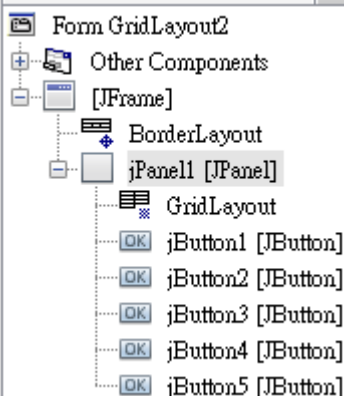 Form GridLayout2
Other Components
[JFrame]
BorderLayout
jPanel1 [JPanel]
GridLayout
OK jButton1 [JButton]
OK jButton2 [JButton]
OK jButton3 [JButton]
OK jButton4 [JButton]
OK jButton5 [JButton]